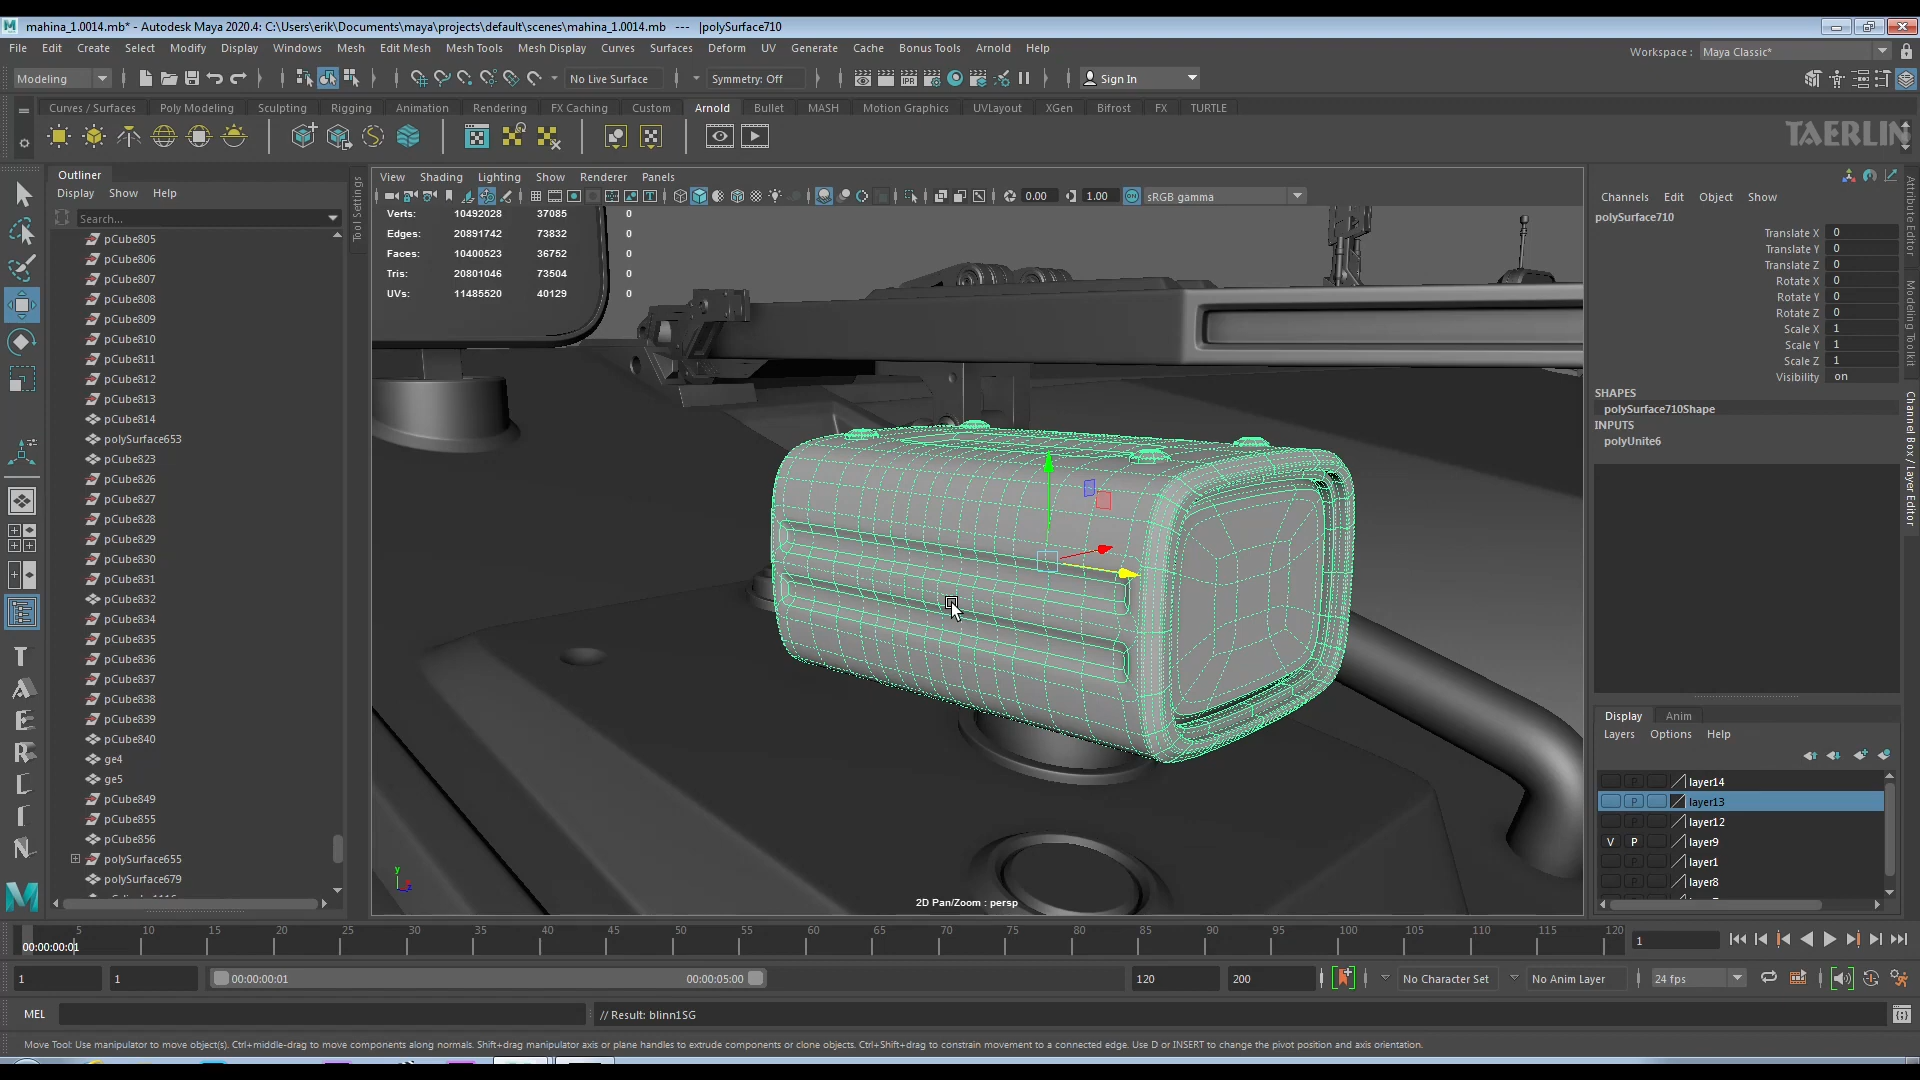 mahina_1.0014.mb* - Autodesk Maya 2020.4: C:\Users\erik\Documents\maya\projects\default\scenes\mahina_1.0014.mb --- |polySurface710
File Edit Create Select Modify Display Windows Mesh Edit Mesh Mesh Tools Mesh Display Curves Surfaces Deform UV Generate Cache Bonus Tools Arnold Help
Workspace : Maya Classic*
Modeling No Live Surface Symmetry: Off Sign In
Curves / Surfaces Poly Modeling Sculpting Rigging Animation Rendering FX Caching Custom Arnold Bullet MASH Motion Graphics UVLayout XGen Bifrost FX TURTLE
TAERLIN
Outliner
Display Show Help
Search...
pCube805
pCube806
pCube807
pCube808
pCube809
pCube810
pCube811
pCube812
pCube813
pCube814
polySurface653
pCube823
pCube826
pCube827
pCube828
pCube829
pCube830
pCube831
pCube832
pCube834
pCube835
pCube836
pCube837
pCube838
pCube839
pCube840
ge4
ge5
pCube849
pCube855
pCube856
polySurface655
polySurface679
Tool Settings
View Shading Lighting Show Renderer Panels
0.00 1.00 sRGB gamma
Verts: 10492028 37085 0
Edges: 20891742 73832 0
Faces: 10400523 36752 0
Tris: 20801046 73504 0
UVs: 11485520 40129 0
2D Pan/Zoom : persp
Channels Edit Object Show
polySurface710
Translate X 0
Translate Y 0
Translate Z 0
Rotate X 0
Rotate Y 0
Rotate Z 0
Scale X 1
Scale Y 1
Scale Z 1
Visibility on
SHAPES
polySurface710Shape
INPUTS
polyUnite6
Display Anim
Layers Options Help
P layer14
P layer13
layer12
V P layer9
layer1
layer8
Attribute Editor
Modeling Toolkit
Channel Box / Layer Editor
5 10 15 20 25 30 35 40 45 50 55 60 65 70 75 80 85 90 95 100 105 110 115 120
00:00:00:01
1
1 1 00:00:00:01 00:00:05:00 120 200 No Character Set No Anim Layer 24 fps
MEL // Result: blinn1SG
Move Tool: Use manipulator to move object(s). Ctrl+middle-drag to move components along normals. Shift+drag manipulator axis or plane handles to extrude components or clone objects. Ctrl+Shift+drag to constrain movement to a connected edge. Use D or INSERT to change the pivot position and axis orientation.